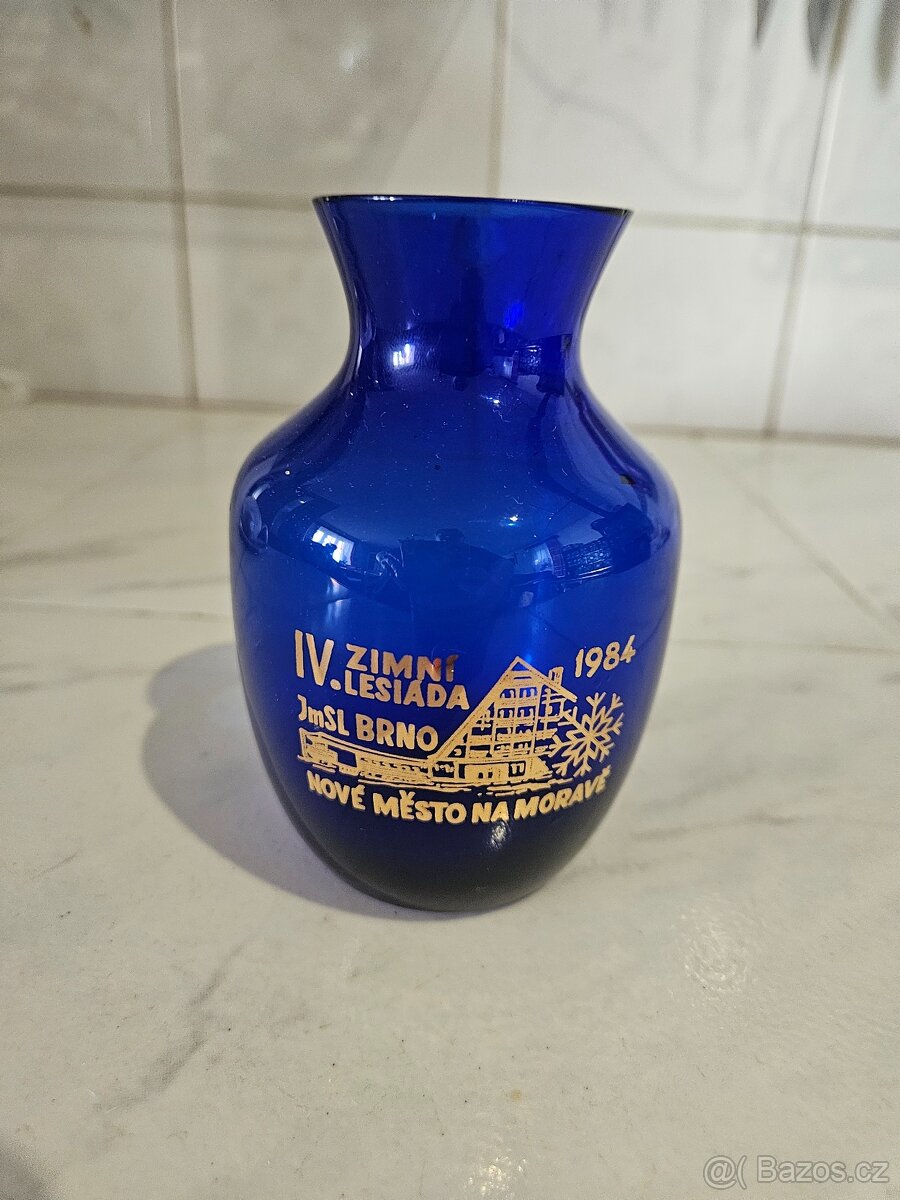 IV. ZIMNÍ
LESIÁDA
1984
JmSL BRNO
NOVÉ MĚSTO NA MORAVĚ
@( Bazos.cz